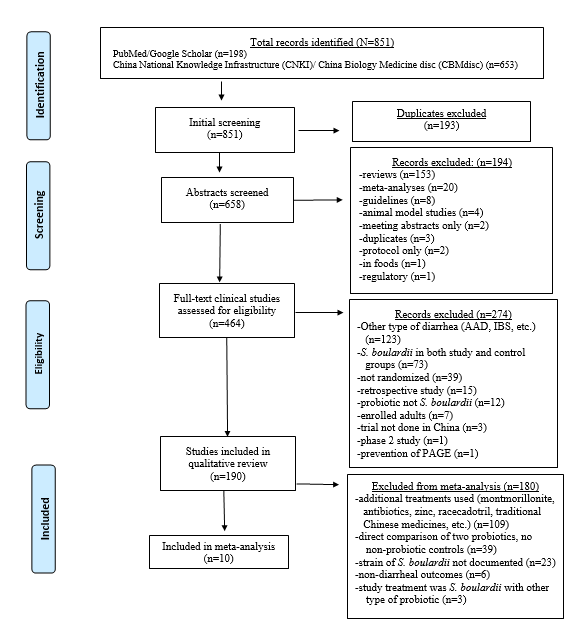 Identification
Total records identified (N=851)
PubMed/Google Scholar (n=198)
China National Knowledge Infrastructure (CNKI)/ China Biology Medicine disc (CBMdisc) (n=653)
Initial screening
(n=851)
Duplicates excluded
(n=193)
Screening
Abstracts screened
(n=658)
Records excluded: (n=194)
-reviews (n=153)
-meta-analyses (n=20)
-guidelines (n=8)
-animal model studies (n=4)
-meeting abstracts only (n=2)
-duplicates (n=3)
-protocol only (n=2)
-in foods (n=1)
-regulatory (n=1)
Eligibility
Full-text clinical studies
assessed for eligibility
(n=464)
Records excluded (n=274)
-Other type of diarrhea (AAD, IBS, etc.)
(n=123)
-S. boulardii in both study and control
groups (n=73)
-not randomized (n=39)
-retrospective study (n=15)
-probiotic not S. boulardii (n=12)
-enrolled adults (n=7)
-trial not done in China (n=3)
-phase 2 study (n=1)
-prevention of PAGE (n=1)
Included
Studies included in
qualitative review
(n=190)
Excluded from meta-analysis (n=180)
-additional treatments used (montmorillonite,
antibiotics, zinc, racecadotril, traditional
Chinese medicines, etc.) (n=109)
-direct comparison of two probiotics, no
non-probiotic controls (n=39)
-strain of S. boulardii not documented (n=23)
-non-diarrheal outcomes (n=6)
-study treatment was S. boulardii with other
type of probiotic (n=3)
Included in meta-analysis
(n=10)